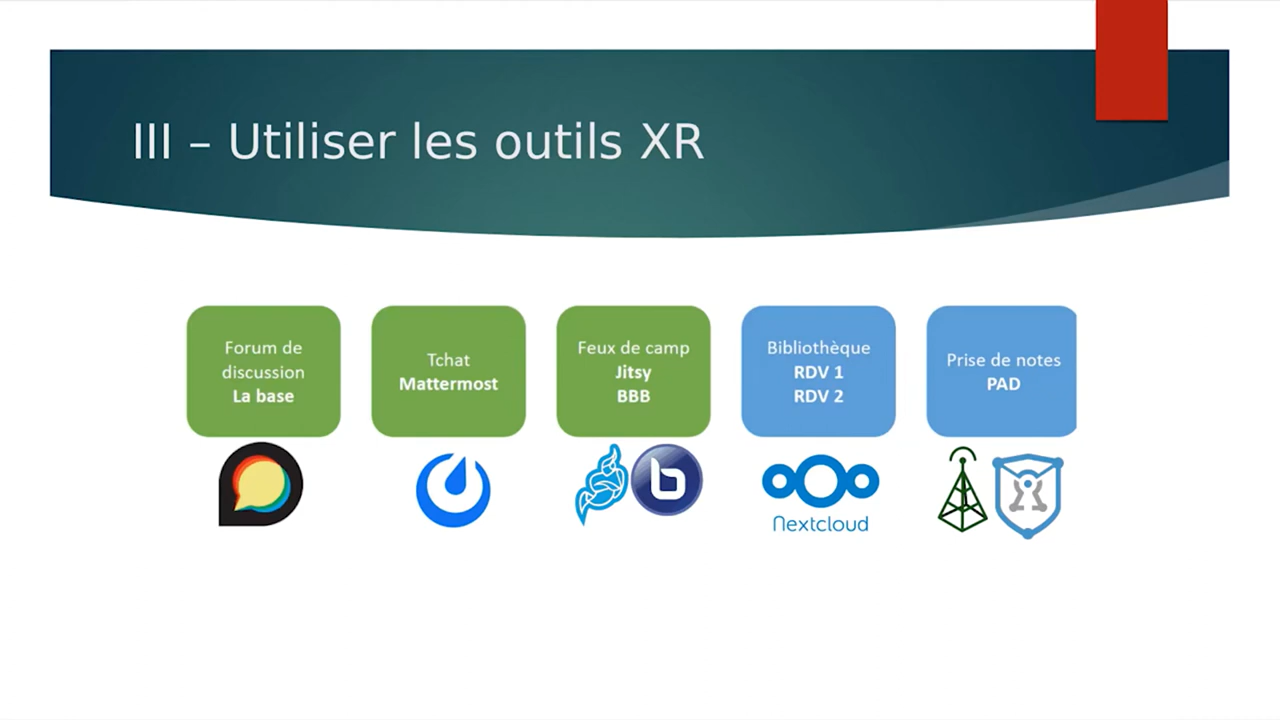 III – Utiliser les outils XR
Forum de
discussion
La base
Tchat
Mattermost
Feux de camp
Jitsy
BBB
Bibliothèque
RDV 1
RDV 2
Prise de notes
PAD
b
Nextcloud